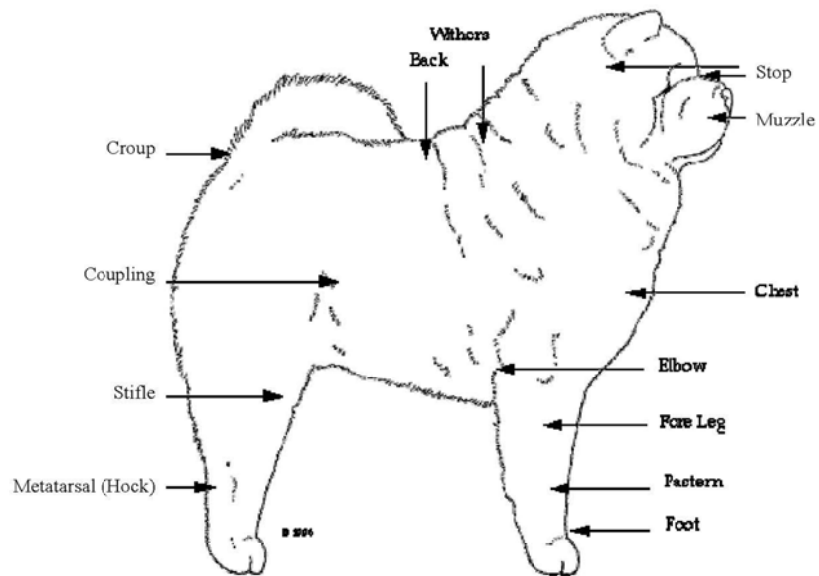 Withers
Back
Stop
Muzzle
Croup
Coupling
Chest
Elbow
Stifle
Fore Leg
Metatarsal (Hock)
Pastern
Foot